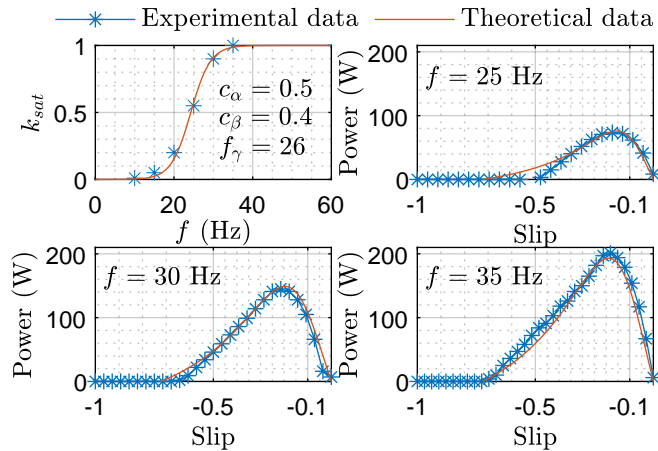 Experimental data Theoretical data
1
0.5
0
k_sat
c_α = 0.5
c_β = 0.4
f_γ = 26
0 20 40 60
f (Hz)
200
100
0
Power (W)
f = 25 Hz
-1 -0.5 -0.1
Slip
200
100
0
Power (W)
f = 30 Hz
-1 -0.5 -0.1
Slip
200
100
0
Power (W)
f = 35 Hz
-1 -0.5 -0.1
Slip